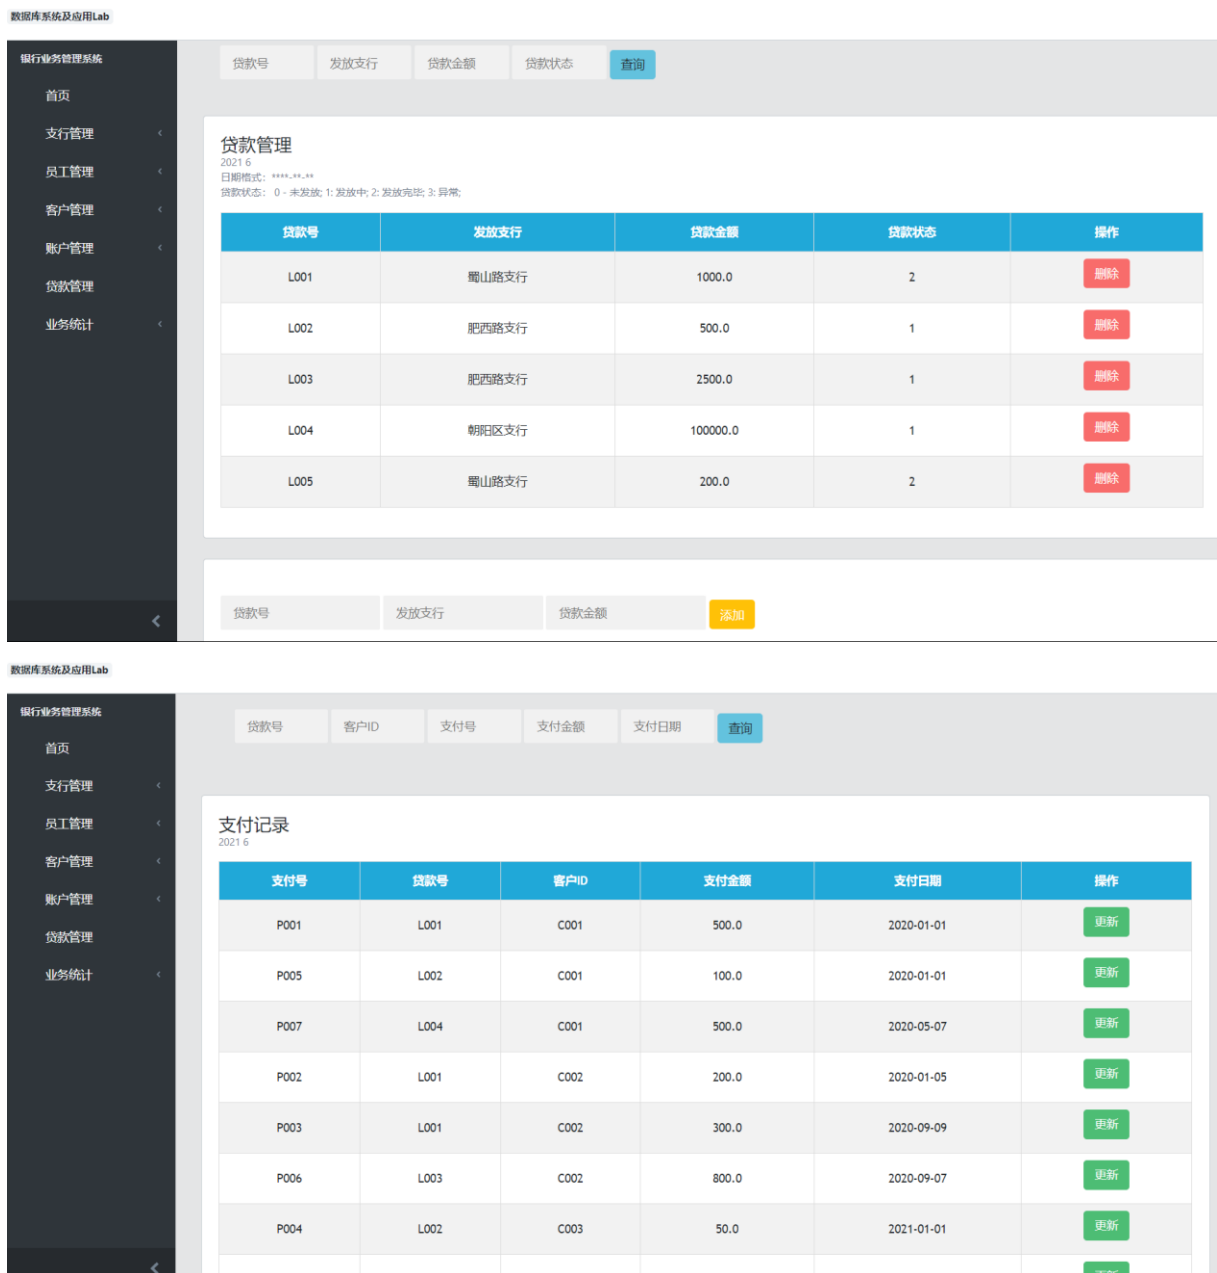 数据库系统及应用Lab
银行业务管理系统
首页
支行管理
员工管理
客户管理
账户管理
贷款管理
业务统计
贷款号 发放支行 贷款金额 贷款状态 查询
贷款管理
2021 6
日期格式: ****-**-**
贷款状态: 0 - 未发放; 1: 发放中; 2: 发放完毕; 3: 异常;
贷款号 发放支行 贷款金额 贷款状态 操作
L001 蜀山路支行 1000.0 2 删除
L002 肥西路支行 500.0 1 删除
L003 肥西路支行 2500.0 1 删除
L004 朝阳区支行 100000.0 1 删除
L005 蜀山路支行 200.0 2 删除
贷款号 发放支行 贷款金额 添加
数据库系统及应用Lab
银行业务管理系统
首页
支行管理
员工管理
客户管理
账户管理
贷款管理
业务统计
贷款号 客户ID 支付号 支付金额 支付日期 查询
支付记录
2021 6
支付号 贷款号 客户ID 支付金额 支付日期 操作
P001 L001 C001 500.0 2020-01-01 更新
P005 L002 C001 100.0 2020-01-01 更新
P007 L004 C001 500.0 2020-05-07 更新
P002 L001 C002 200.0 2020-01-05 更新
P003 L001 C002 300.0 2020-09-09 更新
P006 L003 C002 800.0 2020-09-07 更新
P004 L002 C003 50.0 2021-01-01 更新